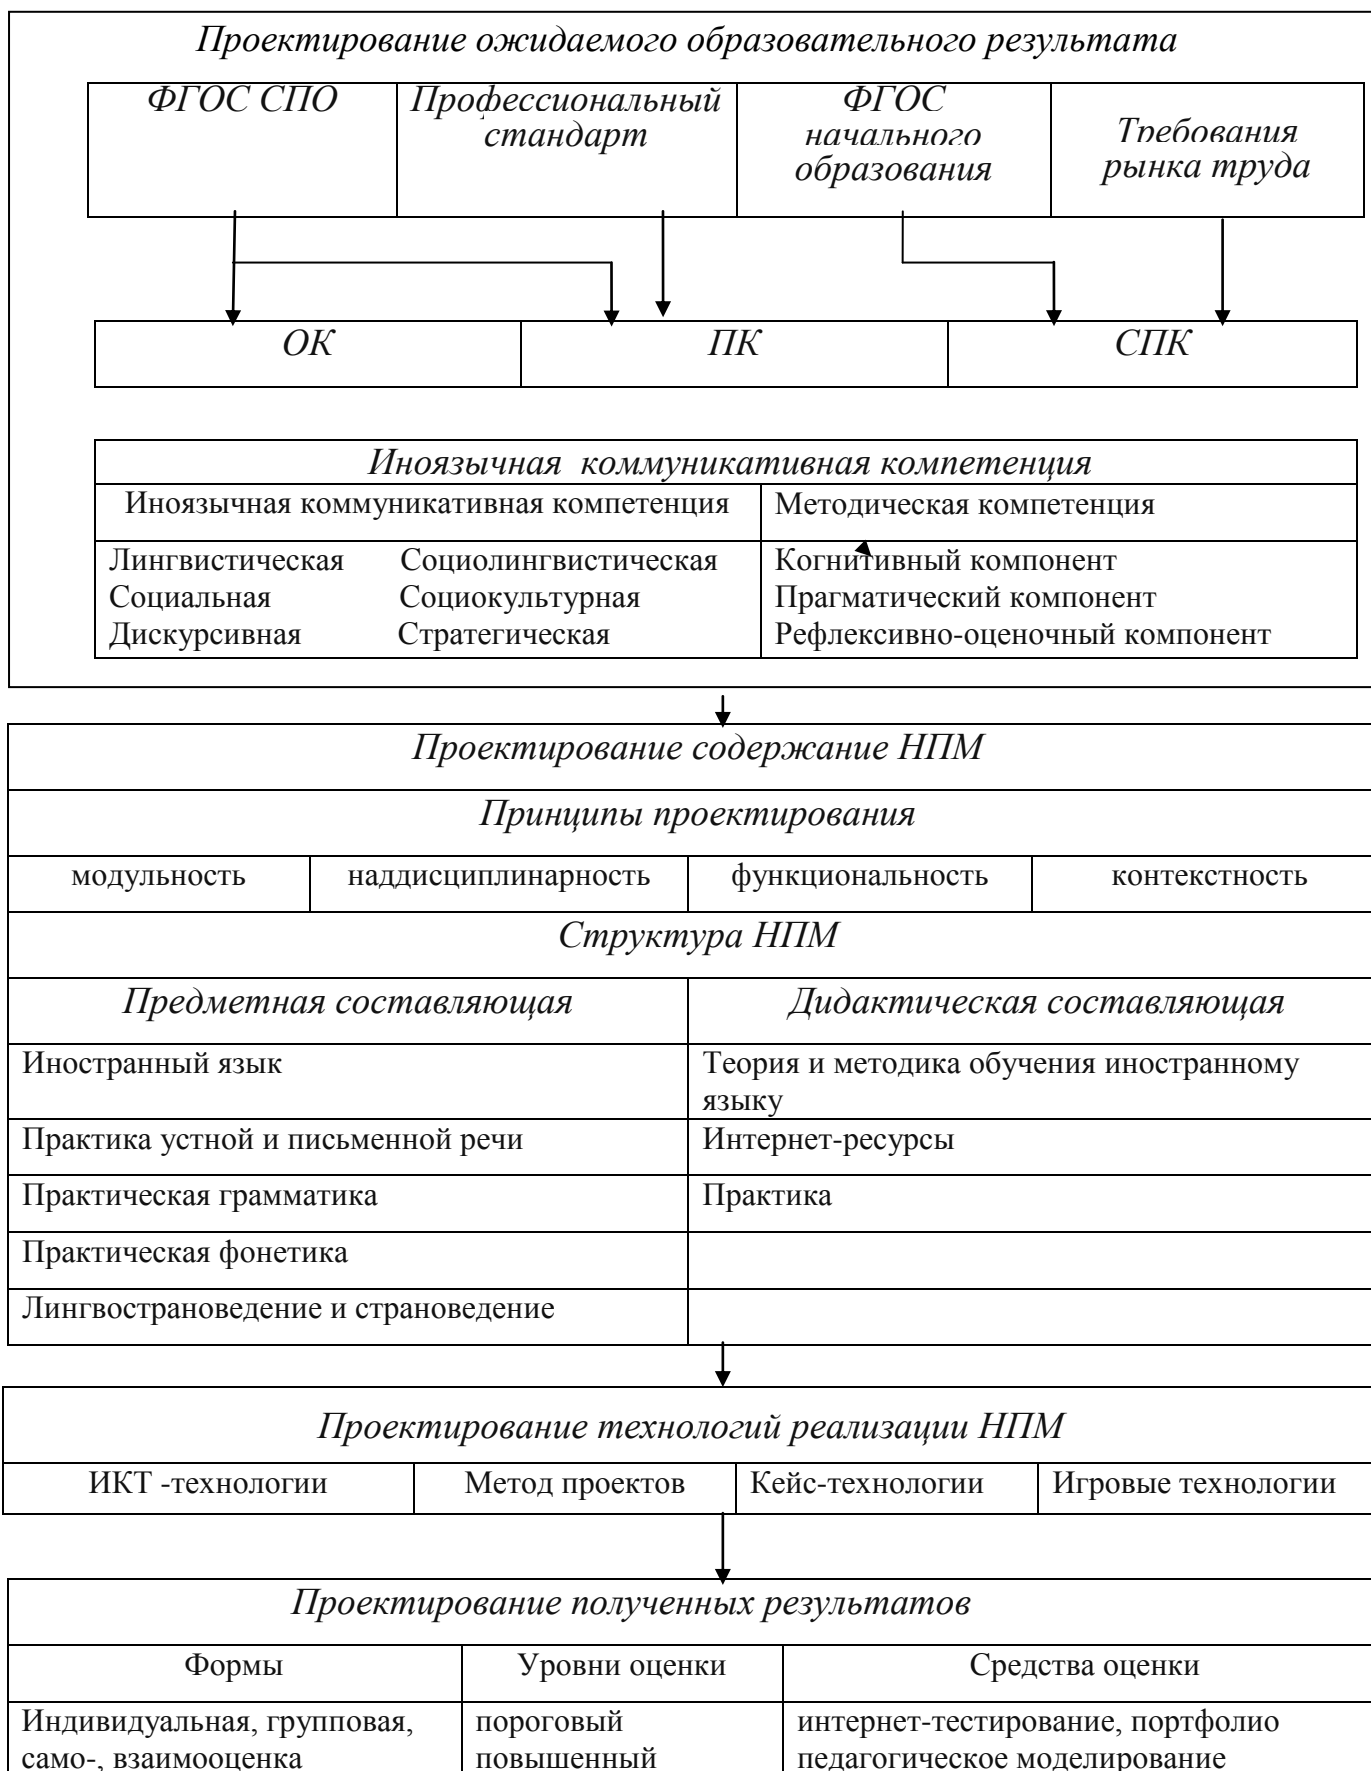 Проектирование ожидаемого образовательного результата
ФГОС СПО
Профессиональный
стандарт
ФГОС
начального
образования
Требования
рынка труда
ОК
ПК
СПК
Иноязычная коммуникативная компетенция
Иноязычная коммуникативная компетенция
Методическая компетенция
Лингвистическая Социолингвистическая
Социальная Социокультурная
Дискурсивная Стратегическая
Когнитивный компонент
Прагматический компонент
Рефлексивно-оценочный компонент
Проектирование содержание НПМ
Принципы проектирования
модульность
наддисциплинарность
функциональность
контекстность
Структура НПМ
Предметная составляющая
Дидактическая составляющая
Иностранный язык
Теория и методика обучения иностранному
языку
Практика устной и письменной речи
Интернет-ресурсы
Практическая грамматика
Практика
Практическая фонетика
Лингвострановедение и страноведение
Проектирование технологий реализации НПМ
ИКТ -технологии
Метод проектов
Кейс-технологии
Игровые технологии
Проектирование полученных результатов
Формы
Уровни оценки
Средства оценки
Индивидуальная, групповая,
само-, взаимооценка
пороговый
повышенный
интернет-тестирование, портфолио
педагогическое моделирование